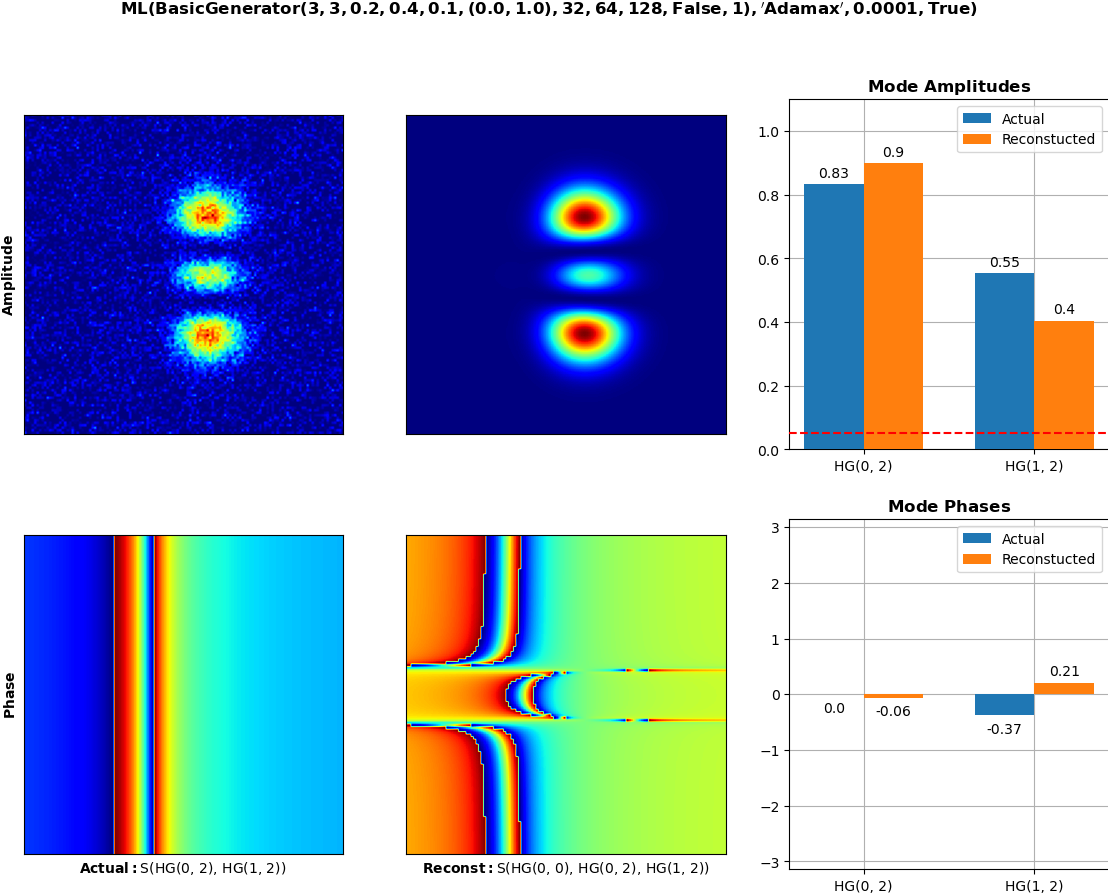 ML(BasicGenerator(3, 3, 0.2, 0.4, 0.1, (0.0, 1.0), 32, 64, 128, False, 1), ′Adamax′, 0.0001, True)
Amplitude
Mode Amplitudes
Actual
Reconstucted
1.0
0.8
0.6
0.4
0.2
0.0
0.83
0.9
0.55
0.4
HG(0, 2)
HG(1, 2)
Phase
Actual: S(HG(0, 2), HG(1, 2))
Reconst: S(HG(0, 0), HG(0, 2), HG(1, 2))
Mode Phases
Actual
Reconstucted
3
2
1
0
−1
−2
−3
0.0
-0.06
-0.37
0.21
HG(0, 2)
HG(1, 2)